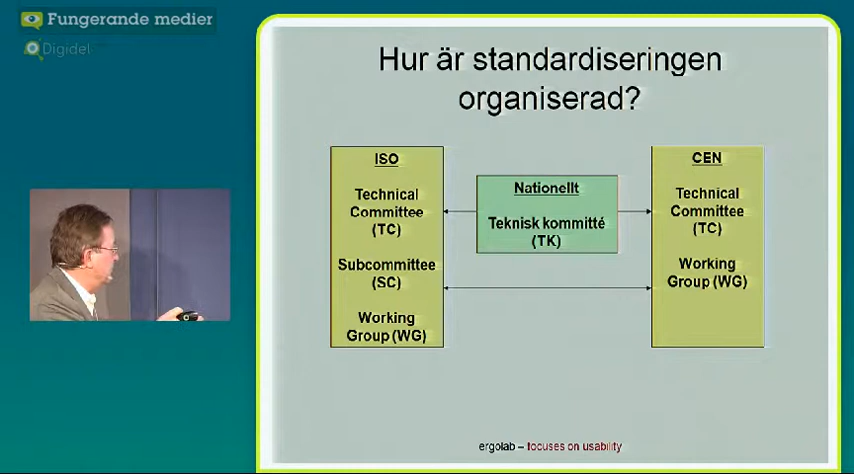 Fungerande medier
Digidel
Hur är standardiseringen
organiserad?
ISO
Technical
Committee
(TC)
Subcommittee
(SC)
Working
Group (WG)
Nationellt
Teknisk kommitté
(TK)
CEN
Technical
Committee
(TC)
Working
Group (WG)
ergolab – focuses on usability